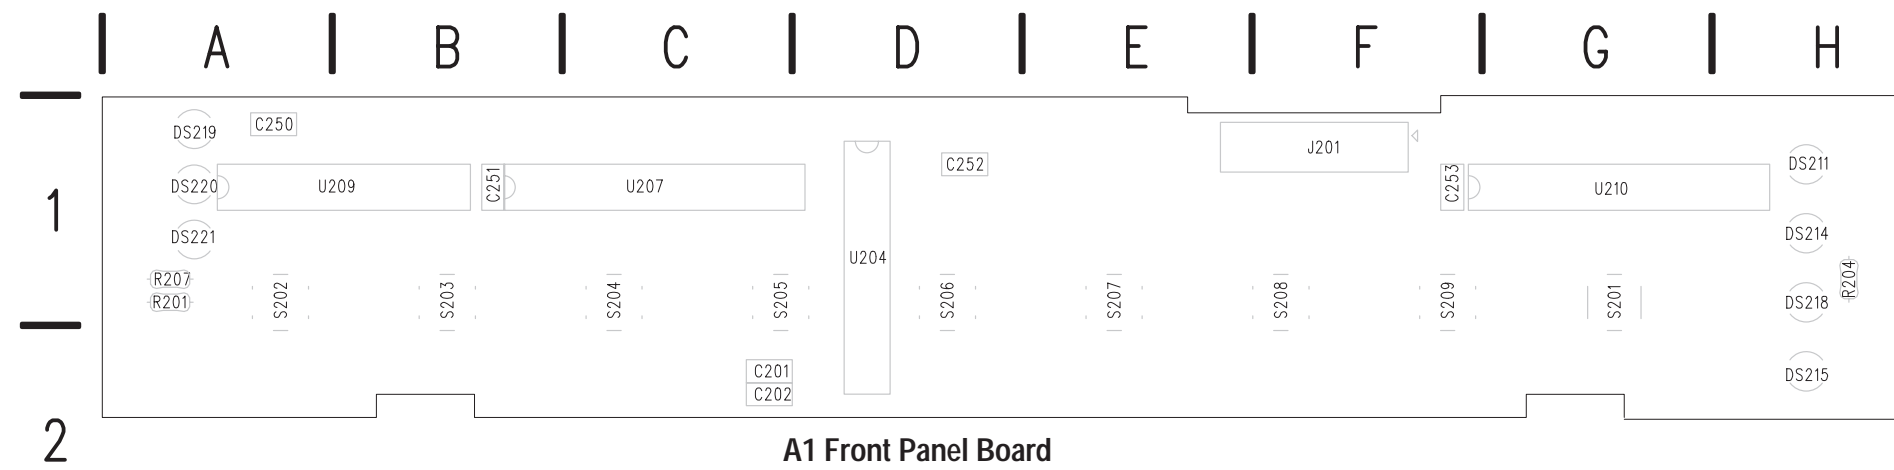 A B C D E F G H
DS219 C250
C252 J201
DS220 U209 C251 U207 C253 U210 DS211
1
DS221 DS214
U204
R207
R201 S202 S203 S204 S205 S206 S207 S208 S209 S201 DS218 R204
C201
C202 DS215
2
A1 Front Panel Board